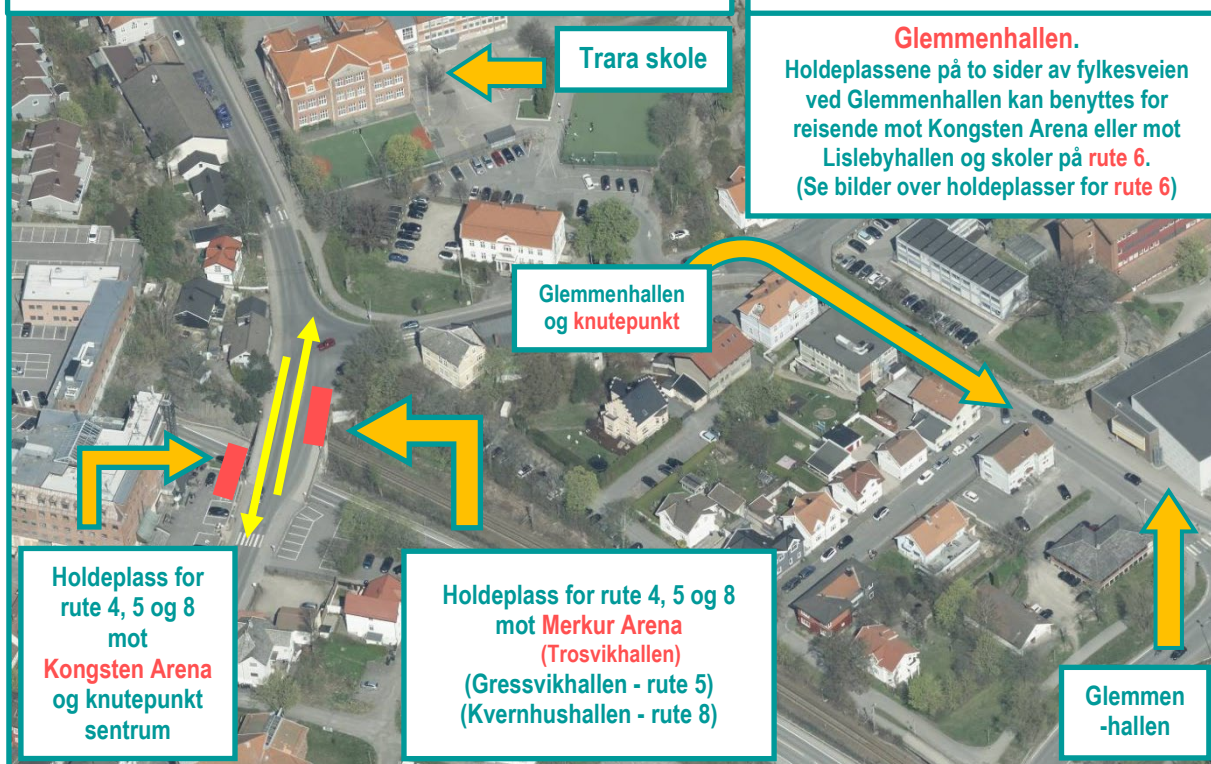 Trara skole
Glemmenhallen.
Holdeplassene på to sider av fylkesveien
ved Glemmenhallen kan benyttes for
reisende mot Kongsten Arena eller mot
Lislebyhallen og skoler på rute 6.
(Se bilder over holdeplasser for rute 6)
Glemmenhallen
og knutepunkt
Holdeplass for
rute 4, 5 og 8
mot
Kongsten Arena
og knutepunkt
sentrum
Holdeplass for rute 4, 5 og 8
mot Merkur Arena
(Trosvikhallen)
(Gressvikhallen - rute 5)
(Kvernhushallen - rute 8)
Glemmen
-hallen